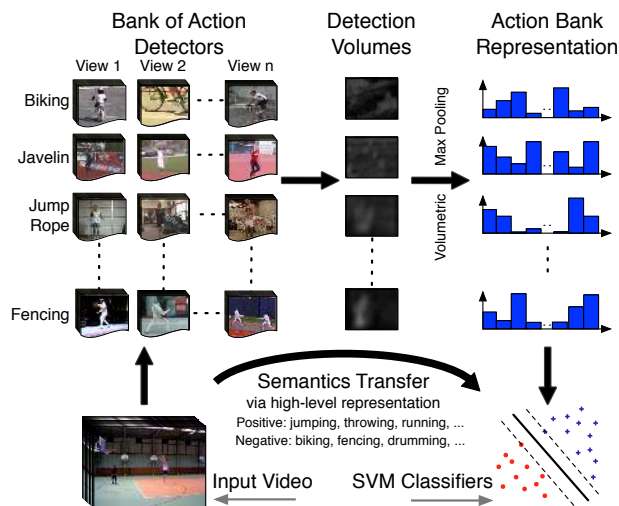 Bank of Action
Detectors
Detection
Volumes
Action Bank
Representation
View 1
View 2
View n
Biking
Javelin
Jump
Rope
Fencing
Max Pooling
Volumetric
Semantics Transfer
via high-level representation
Positive: jumping, throwing, running, ...
Negative: biking, fencing, drumming, ...
Input Video
SVM Classifiers